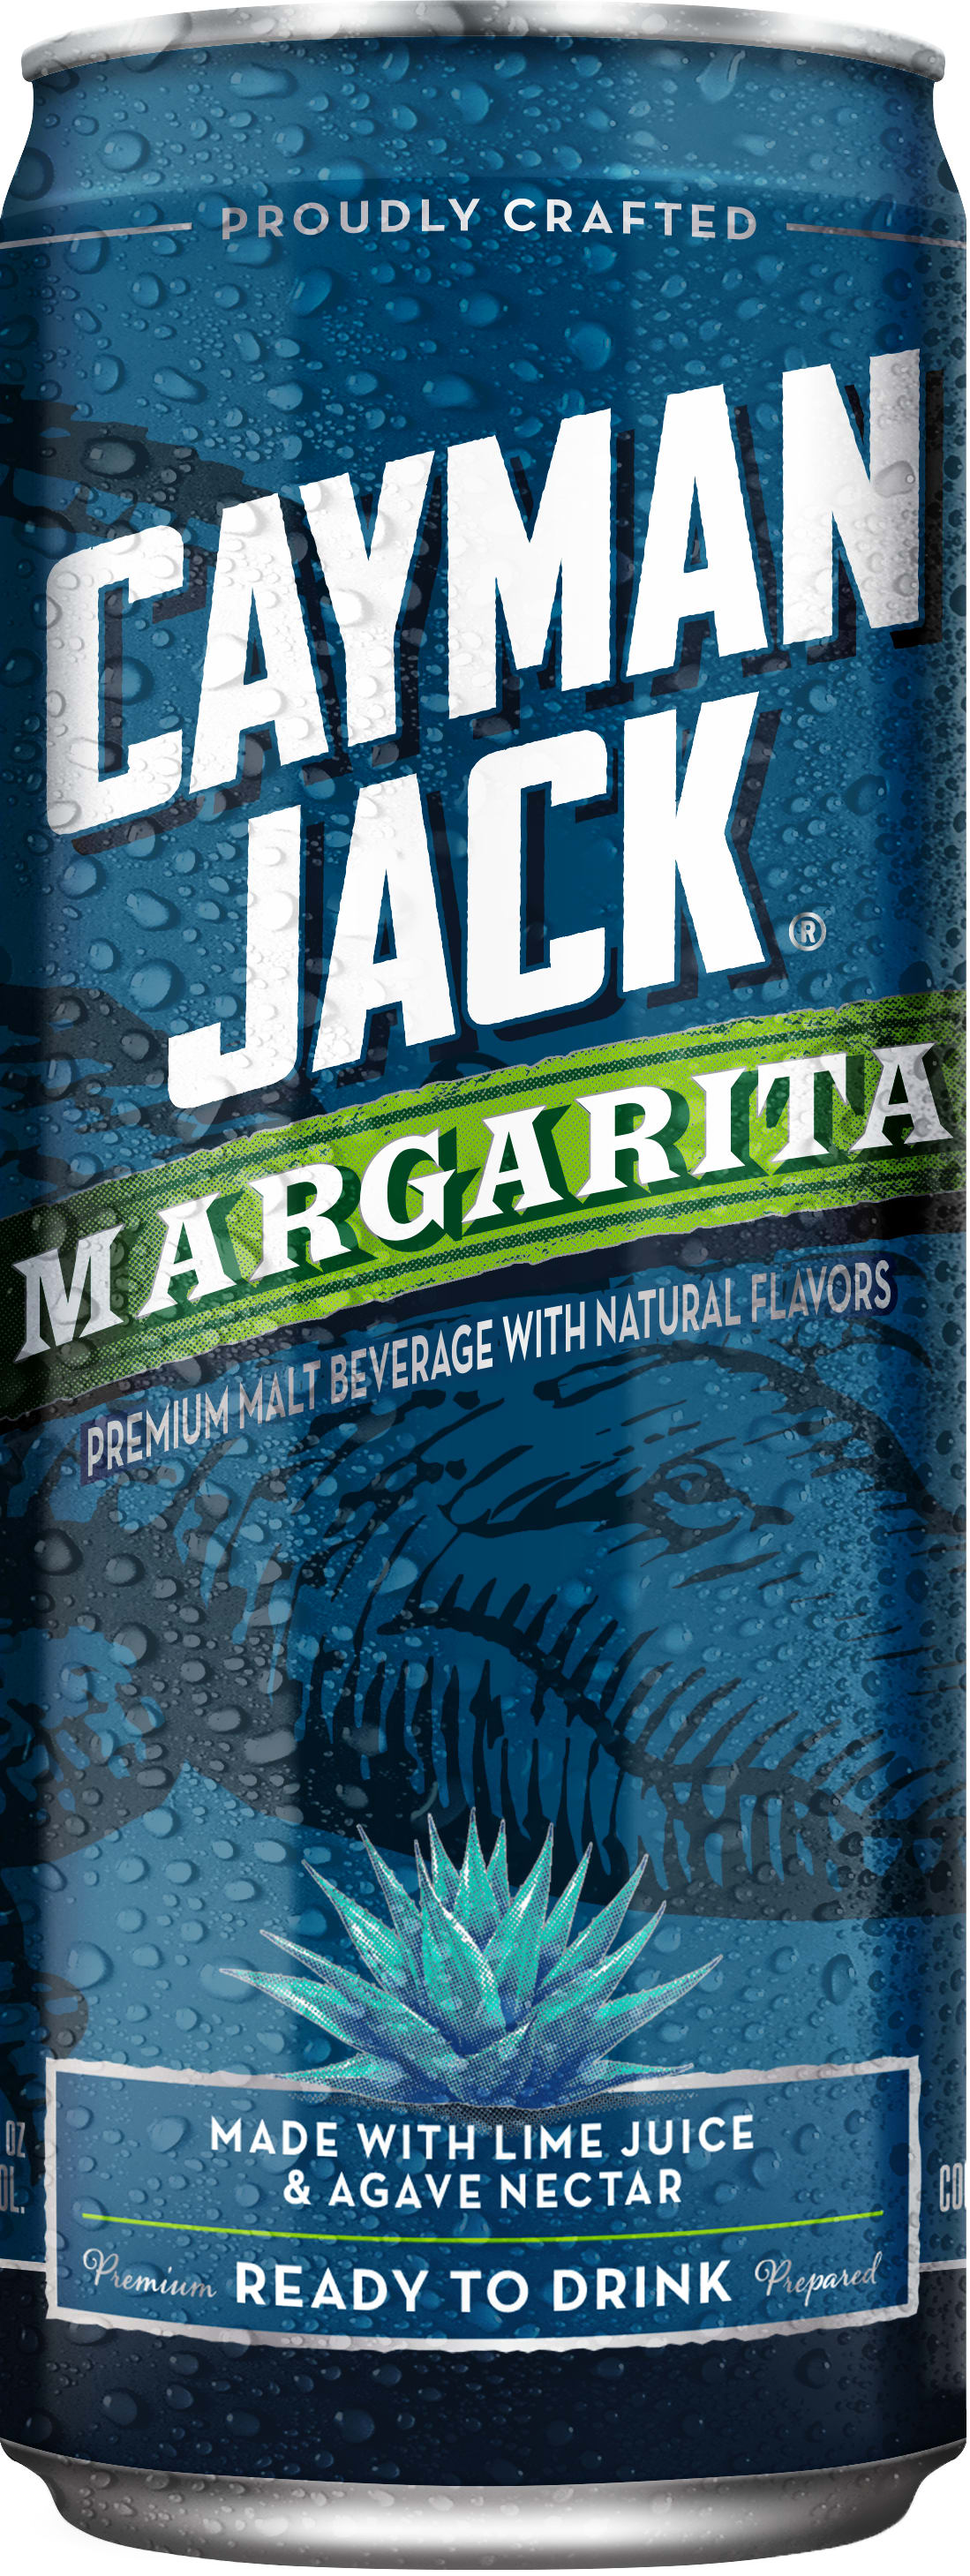 PROUDLY CRAFTED
CAYMAN
JACK®
MARGARITA
PREMIUM MALT BEVERAGE WITH NATURAL FLAVORS
MADE WITH LIME JUICE
& AGAVE NECTAR
Premium READY TO DRINK Prepared
OZ